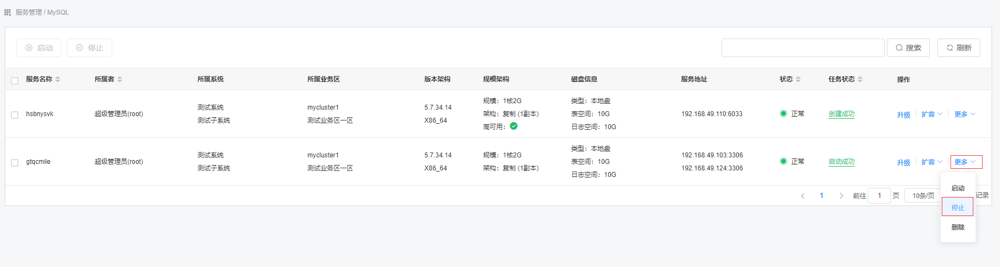 服务管理 / MySQL
启动 停止 搜索 刷新
服务名称 所属者 所属系统 所属业务区 版本架构 规模架构 磁盘信息 服务地址 状态 任务状态 操作
hsbnysvk 超级管理员(root) 测试系统 测试子系统 mycluster1 测试业务区一区 5.7.34.14 X86_64 规模：1核2G 架构：复制 (1副本) 高可用： 类型：本地盘 表空间：10G 日志空间：10G 192.168.49.110:6033 正常 创建成功 升级 扩容 更多
gtqcmile 超级管理员(root) 测试系统 测试子系统 mycluster1 测试业务区一区 5.7.34.14 X86_64 规模：1核2G 架构：复制 (1副本) 类型：本地盘 表空间：10G 日志空间：10G 192.168.49.103:3306 192.168.49.124:3306 正常 启动成功 升级 扩容 更多
1 前往 1 页 10条/页 记录
启动
停止
删除